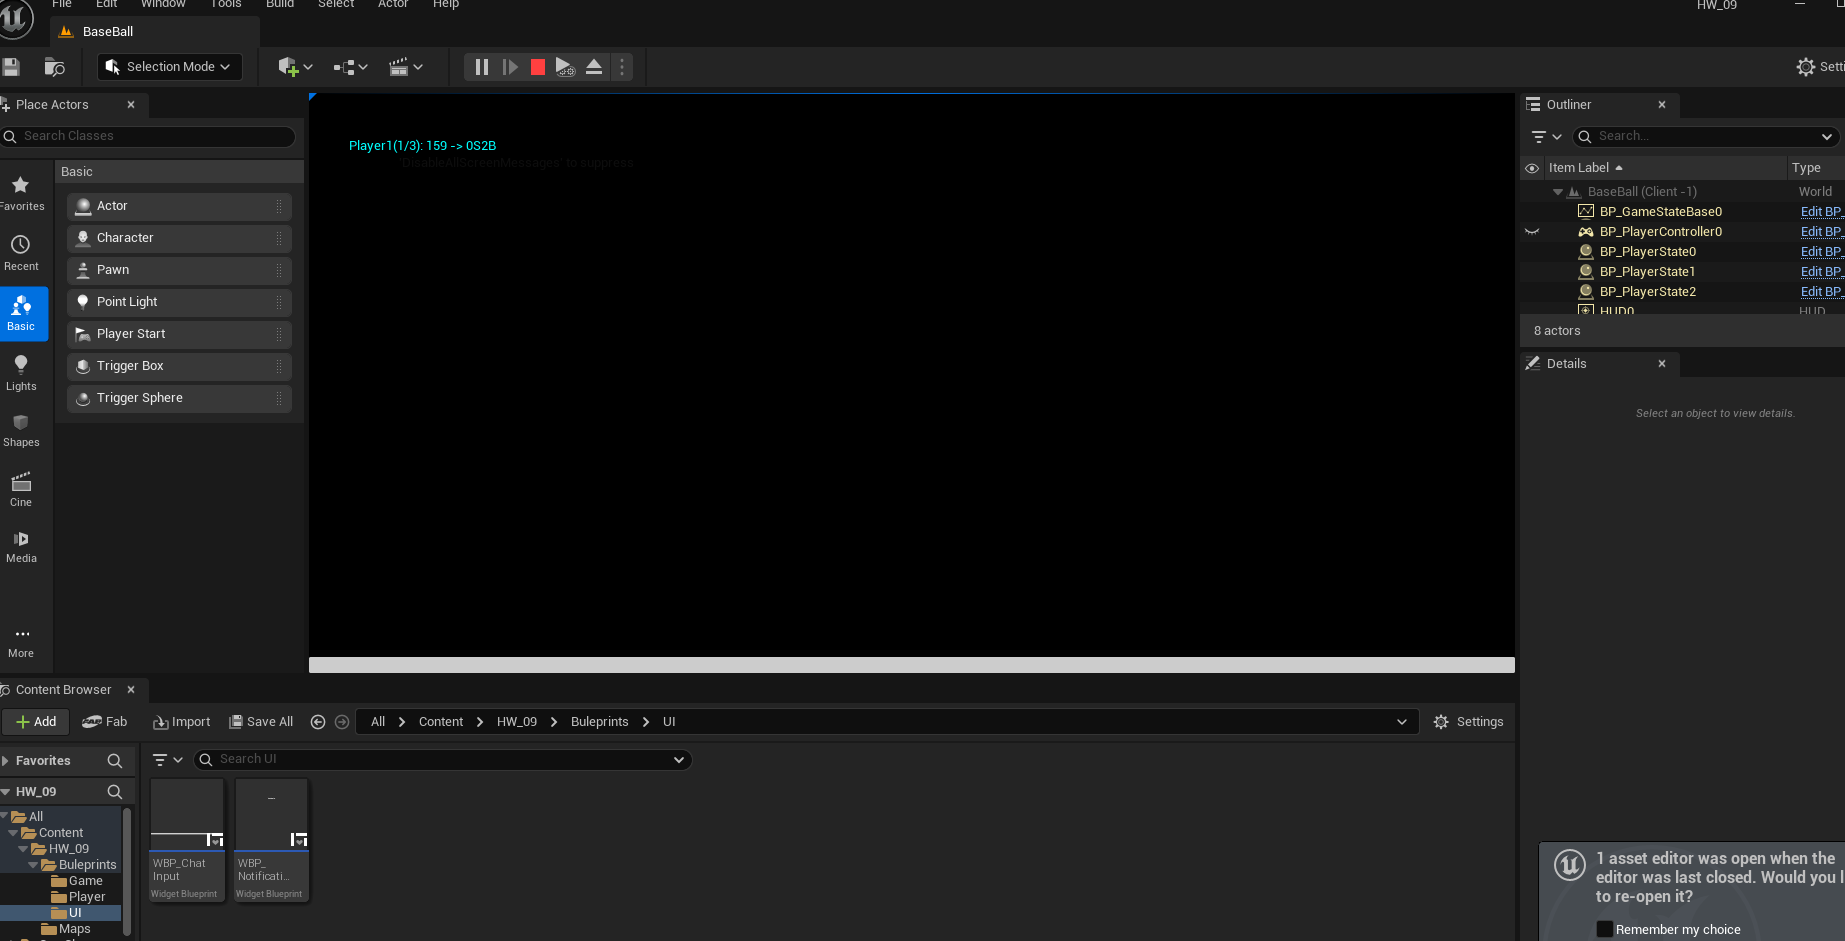 File Edit Window Tools Build Select Actor Help
HW_09
BaseBall
Selection Mode
Place Actors
Search Classes
Basic
Favorites
Recent
Basic
Lights
Shapes
Cine
Media
More
Actor
Character
Pawn
Point Light
Player Start
Trigger Box
Trigger Sphere
Player1(1/3): 159 -> 0S2B
'DisableAllScreenMessages' to suppress
Outliner
Search...
Item Label Type
BaseBall (Client -1) World
BP_GameStateBase0 Edit BP_
BP_PlayerController0 Edit BP_
BP_PlayerState0 Edit BP_
BP_PlayerState1 Edit BP_
BP_PlayerState2 Edit BP_
HUD0 HUD
8 actors
Details
Select an object to view details.
Content Browser
Add Fab Import Save All All Content HW_09 Buleprints UI Settings
Favorites
Search UI
HW_09
All
Content
HW_09
Buleprints
Game
Player
UI
Maps
WBP_Chat
Input
Widget Blueprint
WBP_
Notificati...
Widget Blueprint
1 asset editor was open when the
editor was last closed. Would you
to re-open it?
Remember my choice